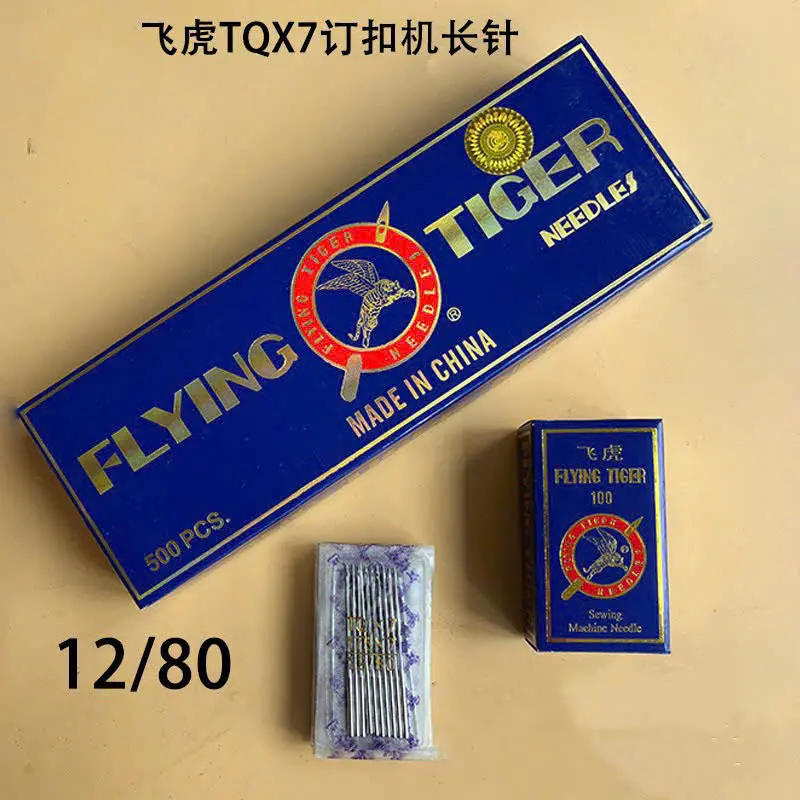 飞虎TQX7订扣机长针
FLYING TIGER
NEEDLES
FLYING TIGER
NEEDLE
®
MADE IN CHINA
500 PCS.
飞虎
FLYING TIGER
100
FLYING TIGER
NEEDLES
®
Sewing
Machine Needle
12/80